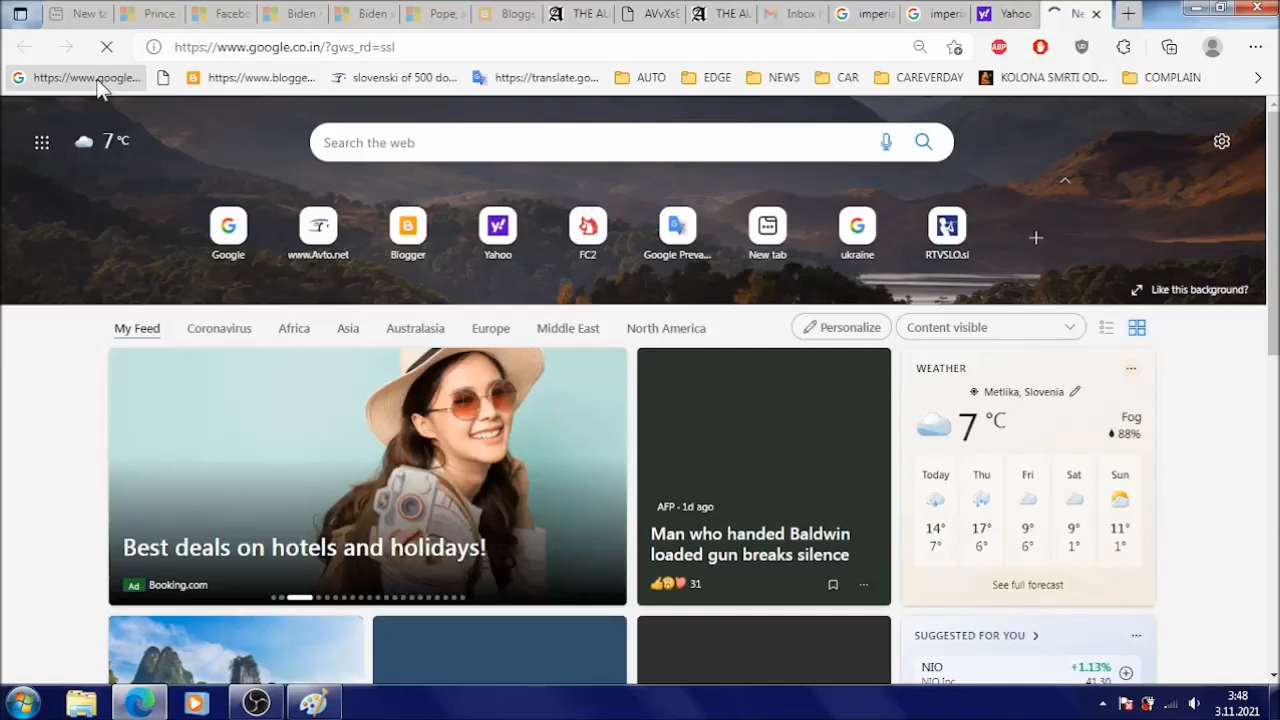 New ta
Prince
Facebo
Biden
Biden v
Pope,
Blogge
THE AU
AVvXsE
THE AU
Inbox (
imperia
imperia
Yahoo
Ne
https://www.google.co.in/?gws_rd=ssl
ABP
https://www.google...
https://www.blogge...
slovenski of 500 do...
https://translate.go...
AUTO
EDGE
NEWS
CAR
CAREVERDAY
KOLONA SMRTI OD...
COMPLAIN
7 °C
Search the web
Google
www.Avto.net
Blogger
Yahoo
FC2
Google Preva...
New tab
ukraine
RTVSLO.si
Like this background?
My Feed
Coronavirus
Africa
Asia
Australasia
Europe
Middle East
North America
Personalize
Content visible
Best deals on hotels and holidays!
Ad Booking.com
AFP · 1d ago
Man who handed Baldwin
loaded gun breaks silence
31
WEATHER
Metlika, Slovenia
7 °C
Fog
88%
Today Thu Fri Sat Sun
14° 17° 9° 9° 11°
7° 6° 6° 1° 1°
See full forecast
SUGGESTED FOR YOU
NIO +1.13%
NIO Inc. 41.30
3:48
3.11.2021